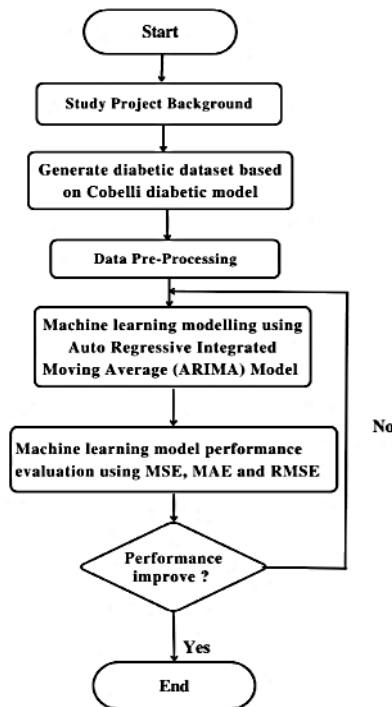 Start
Study Project Background
Generate diabetic dataset based
on Cobelli diabetic model
Data Pre-Processing
Machine learning modelling using
Auto Regressive Integrated
Moving Average (ARIMA) Model
Machine learning model performance
evaluation using MSE, MAE and RMSE
No
Performance
improve ?
Yes
End